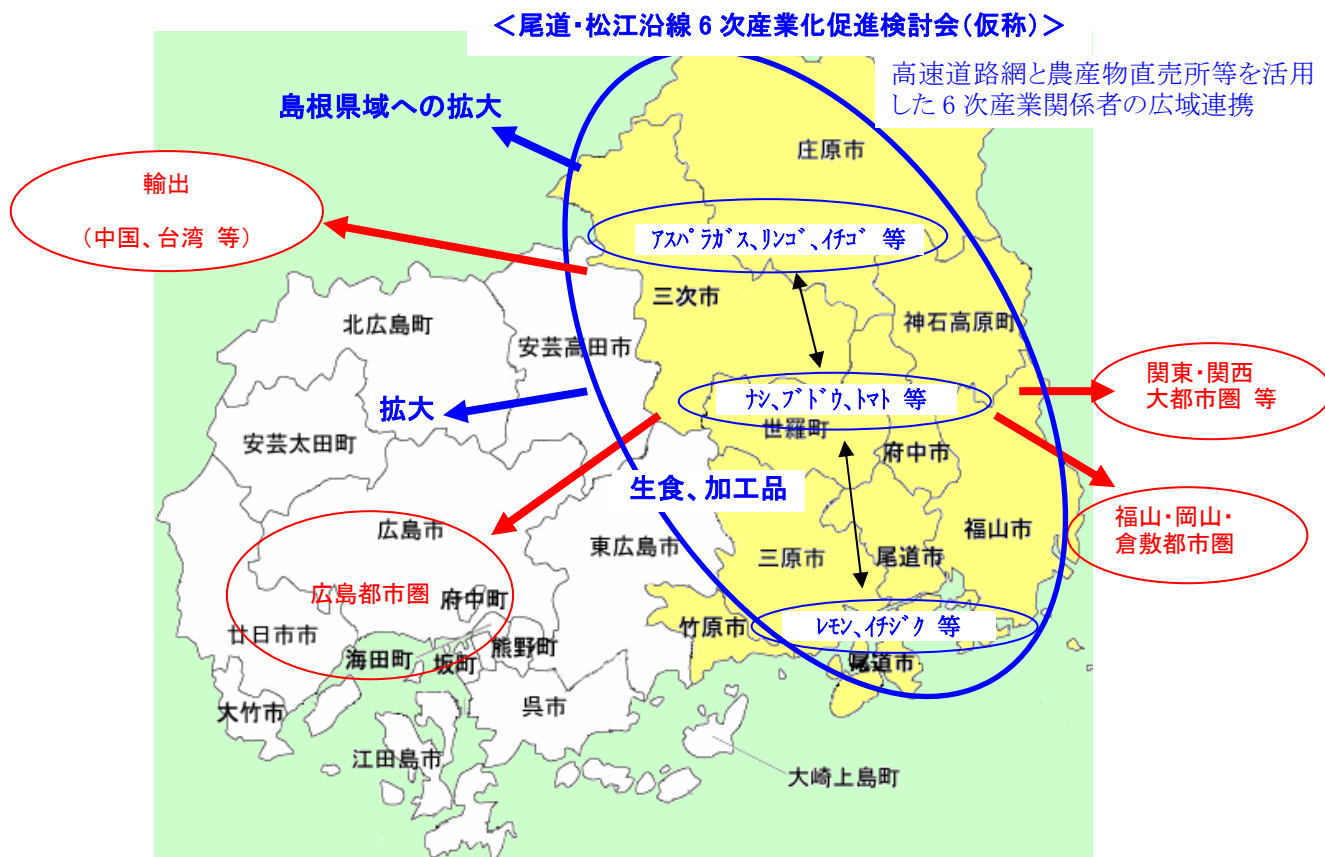 ＜尾道・松江沿線６次産業化促進検討会（仮称）＞
高速道路網と農産物直売所等を活用
した６次産業関係者の広域連携
島根県域への拡大
庄原市
輸出
（中国、台湾 等）
ｱｽﾊﾟﾗｶﾞｽ、ﾘﾝｺﾞ、ｲﾁｺﾞ 等
三次市
神石高原町
北広島町
安芸高田市
関東・関西
大都市圏 等
拡大
ﾅｼ、ﾌﾞﾄﾞｳ、ﾄﾏﾄ 等
世羅町
安芸太田町
府中市
生食、加工品
広島市
東広島市
福山市
福山・岡山・
倉敷都市圏
三原市
尾道市
広島都市圏
府中町
竹原市
ﾚﾓﾝ、ｲﾁｼﾞｸ 等
廿日市市
海田町
坂町
熊野町
尾道市
大竹市
呉市
江田島市
大崎上島町